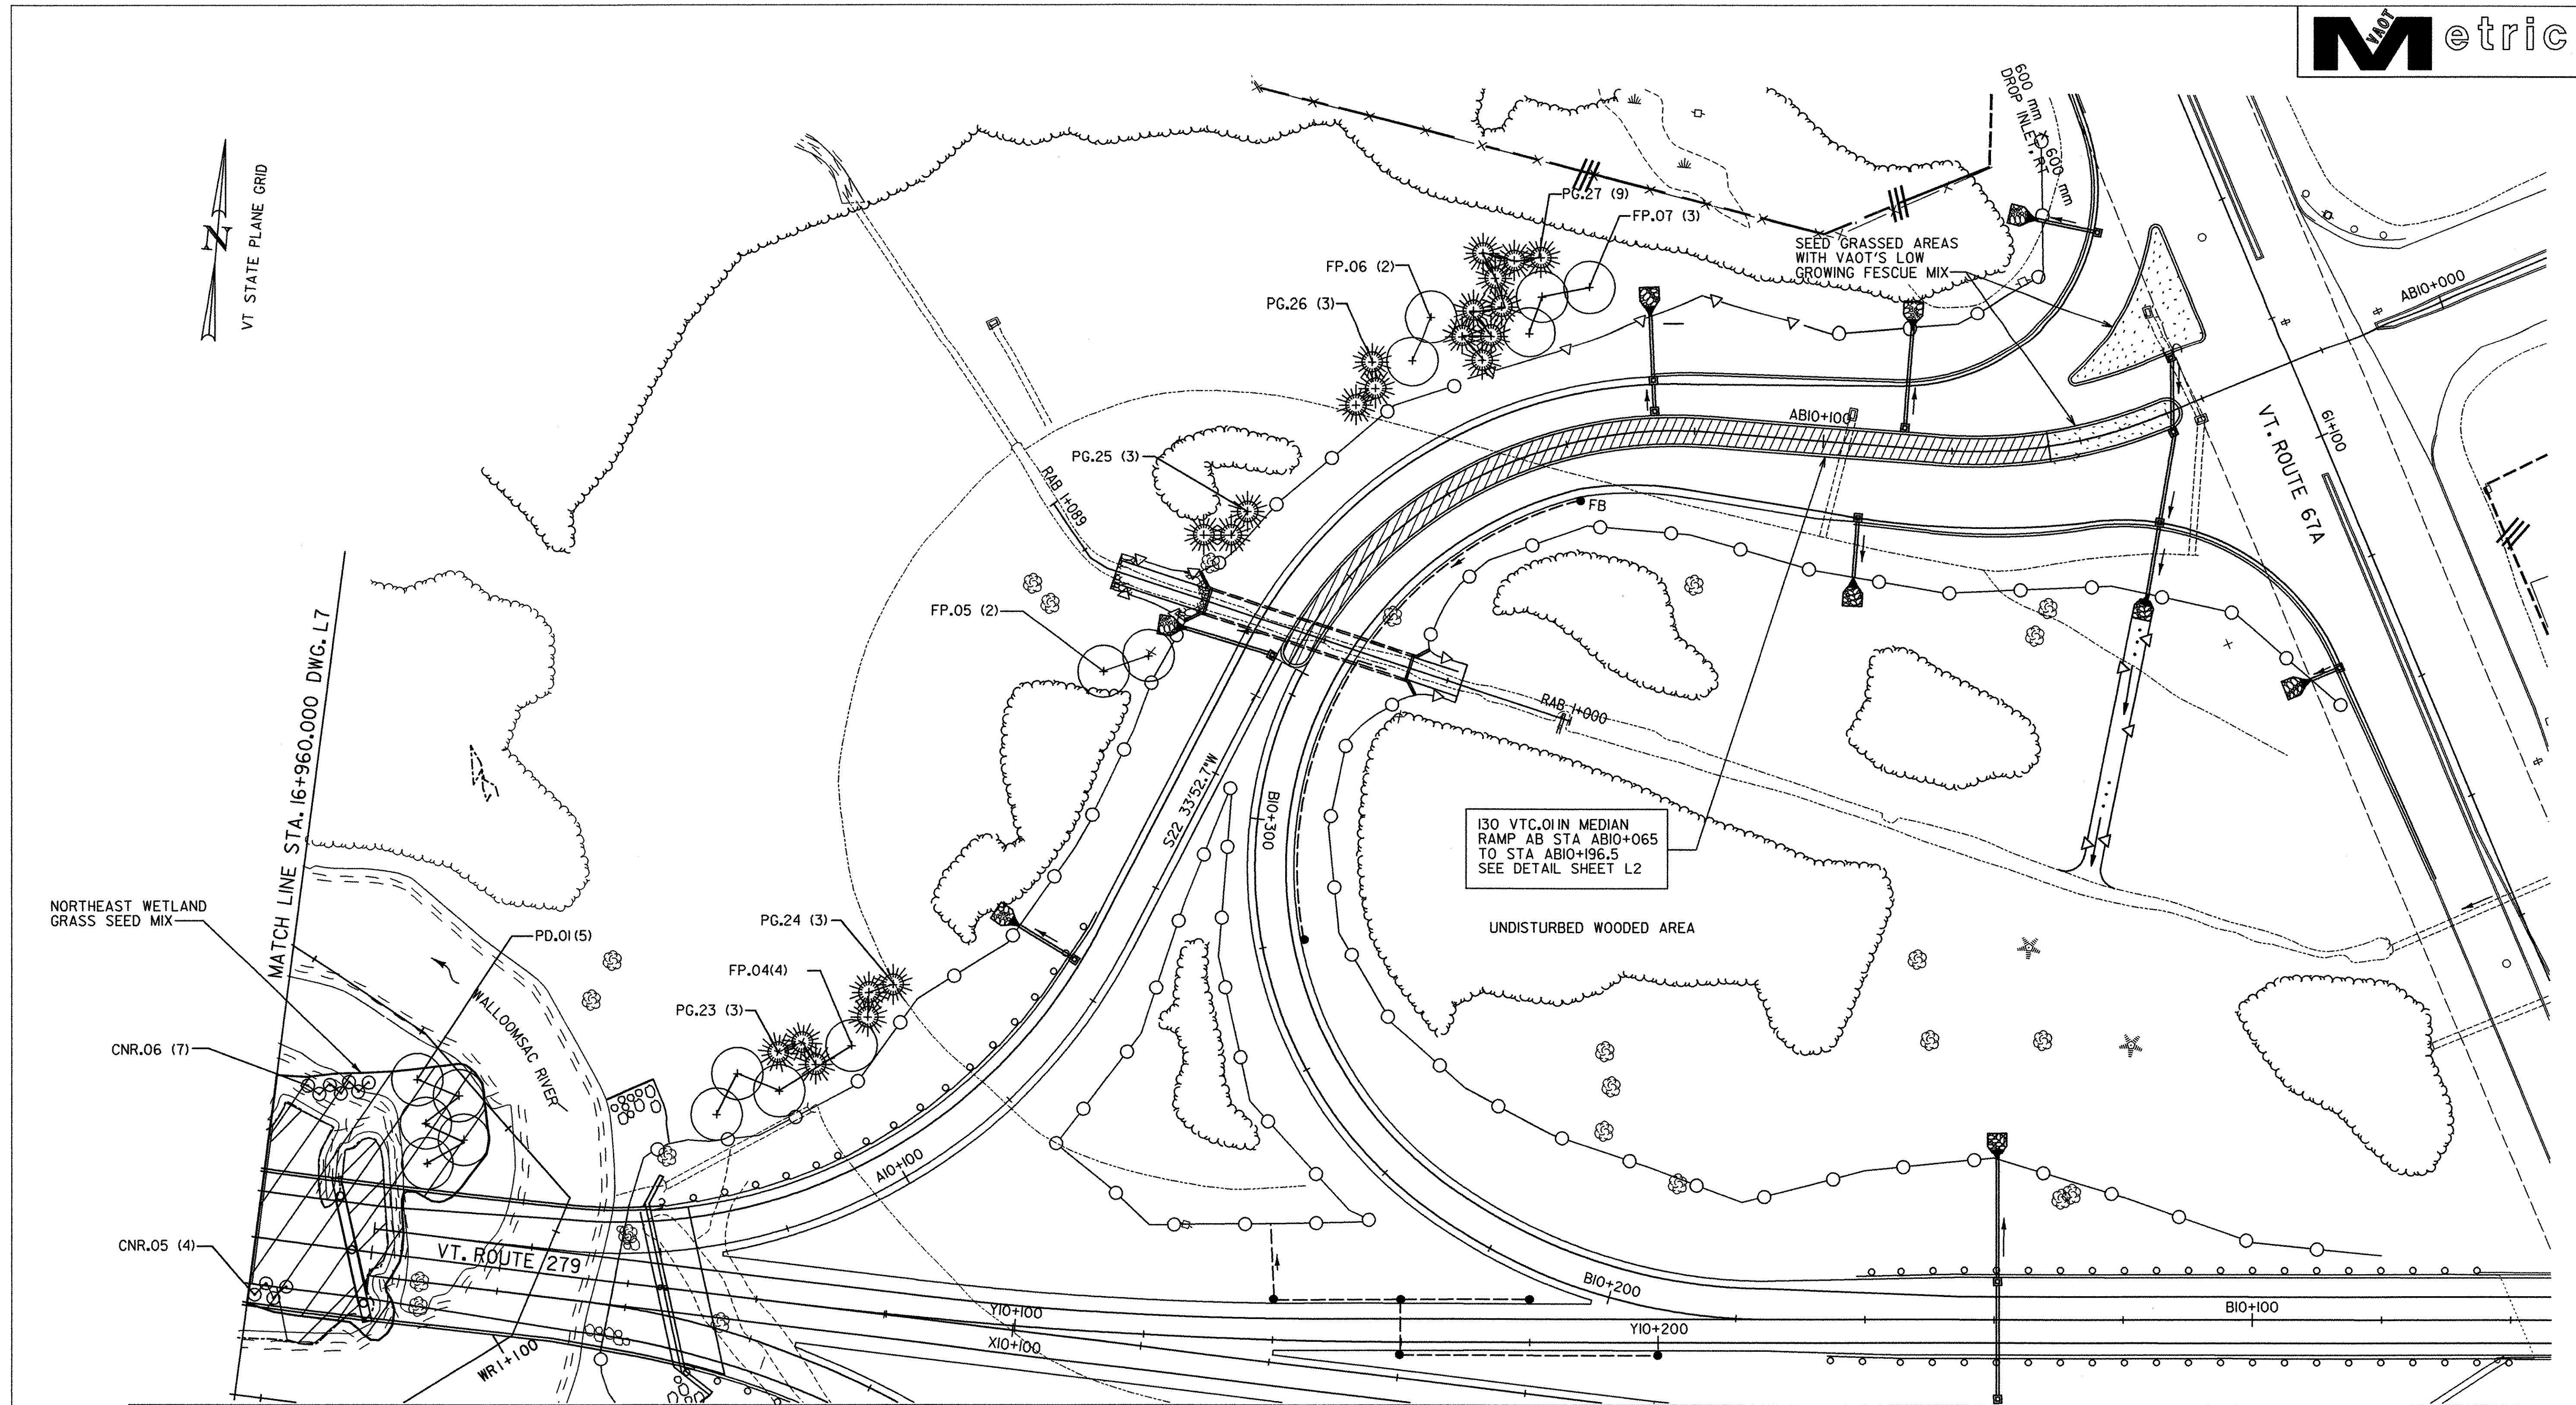 VAOT
Metric
600 mm X 600 mm
DROP INLET, RT
VT STATE PLANE GRID
N
PG.27 (9)
FP.07 (3)
SEED GRASSED AREAS
WITH VAOT'S LOW
GROWING FESCUE MIX
FP.06 (2)
PG.26 (3)
AB10+000
AB10+100
VT. ROUTE 67A
61+100
PG.25 (3)
RAB 1+089
FB
FP.05 (2)
RAB 1+000
MATCH LINE STA. 16+960.000 DWG. L7
S22 33'52.7"W
B10+300
130 VTC.01 IN MEDIAN
RAMP AB STA AB10+065
TO STA AB10+196.5
SEE DETAIL SHEET L2
UNDISTURBED WOODED AREA
NORTHEAST WETLAND
GRASS SEED MIX
PD.01(5)
PG.24 (3)
FP.04(4)
PG.23 (3)
WALLOOMSAC RIVER
CNR.06 (7)
A10+100
CNR.05 (4)
VT. ROUTE 279
B10+200
B10+100
Y10+100
Y10+200
X10+100
WR 1+100